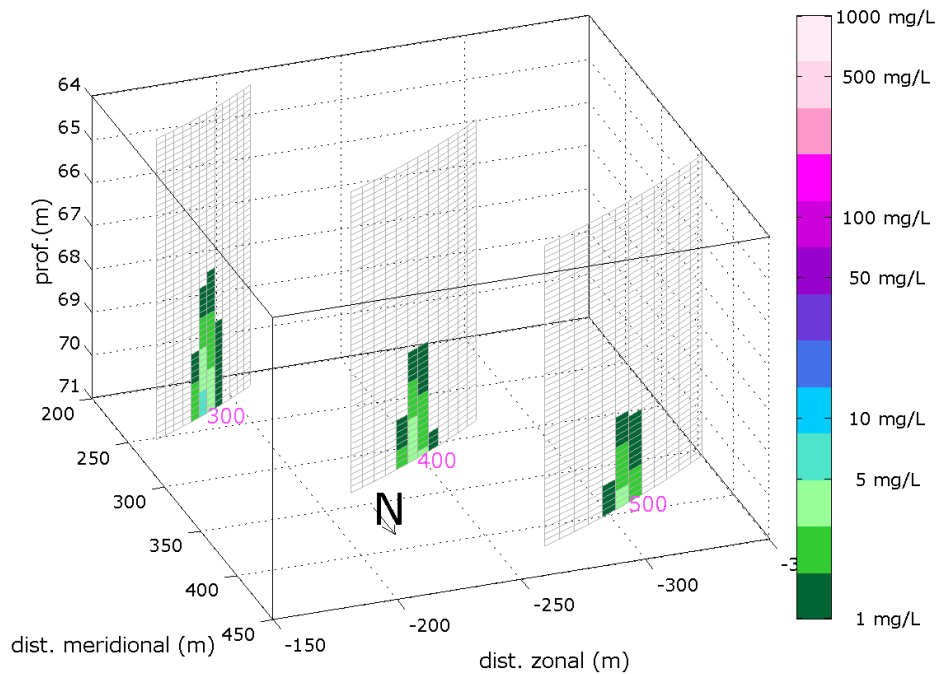 1000 mg/L
500 mg/L
100 mg/L
50 mg/L
10 mg/L
5 mg/L
1 mg/L
prof.(m)
64
65
66
67
68
69
70
71
200
250
300
350
400
450
dist. meridional (m)
-150
-200
-250
-300
dist. zonal (m)
300
400
500
N